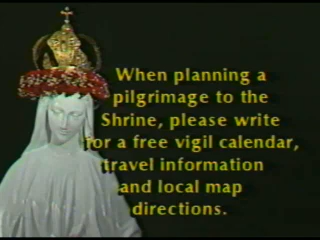 When planning a
pilgrimage to the
Shrine, please write
for a free vigil calendar,
travel information
and local map
directions.